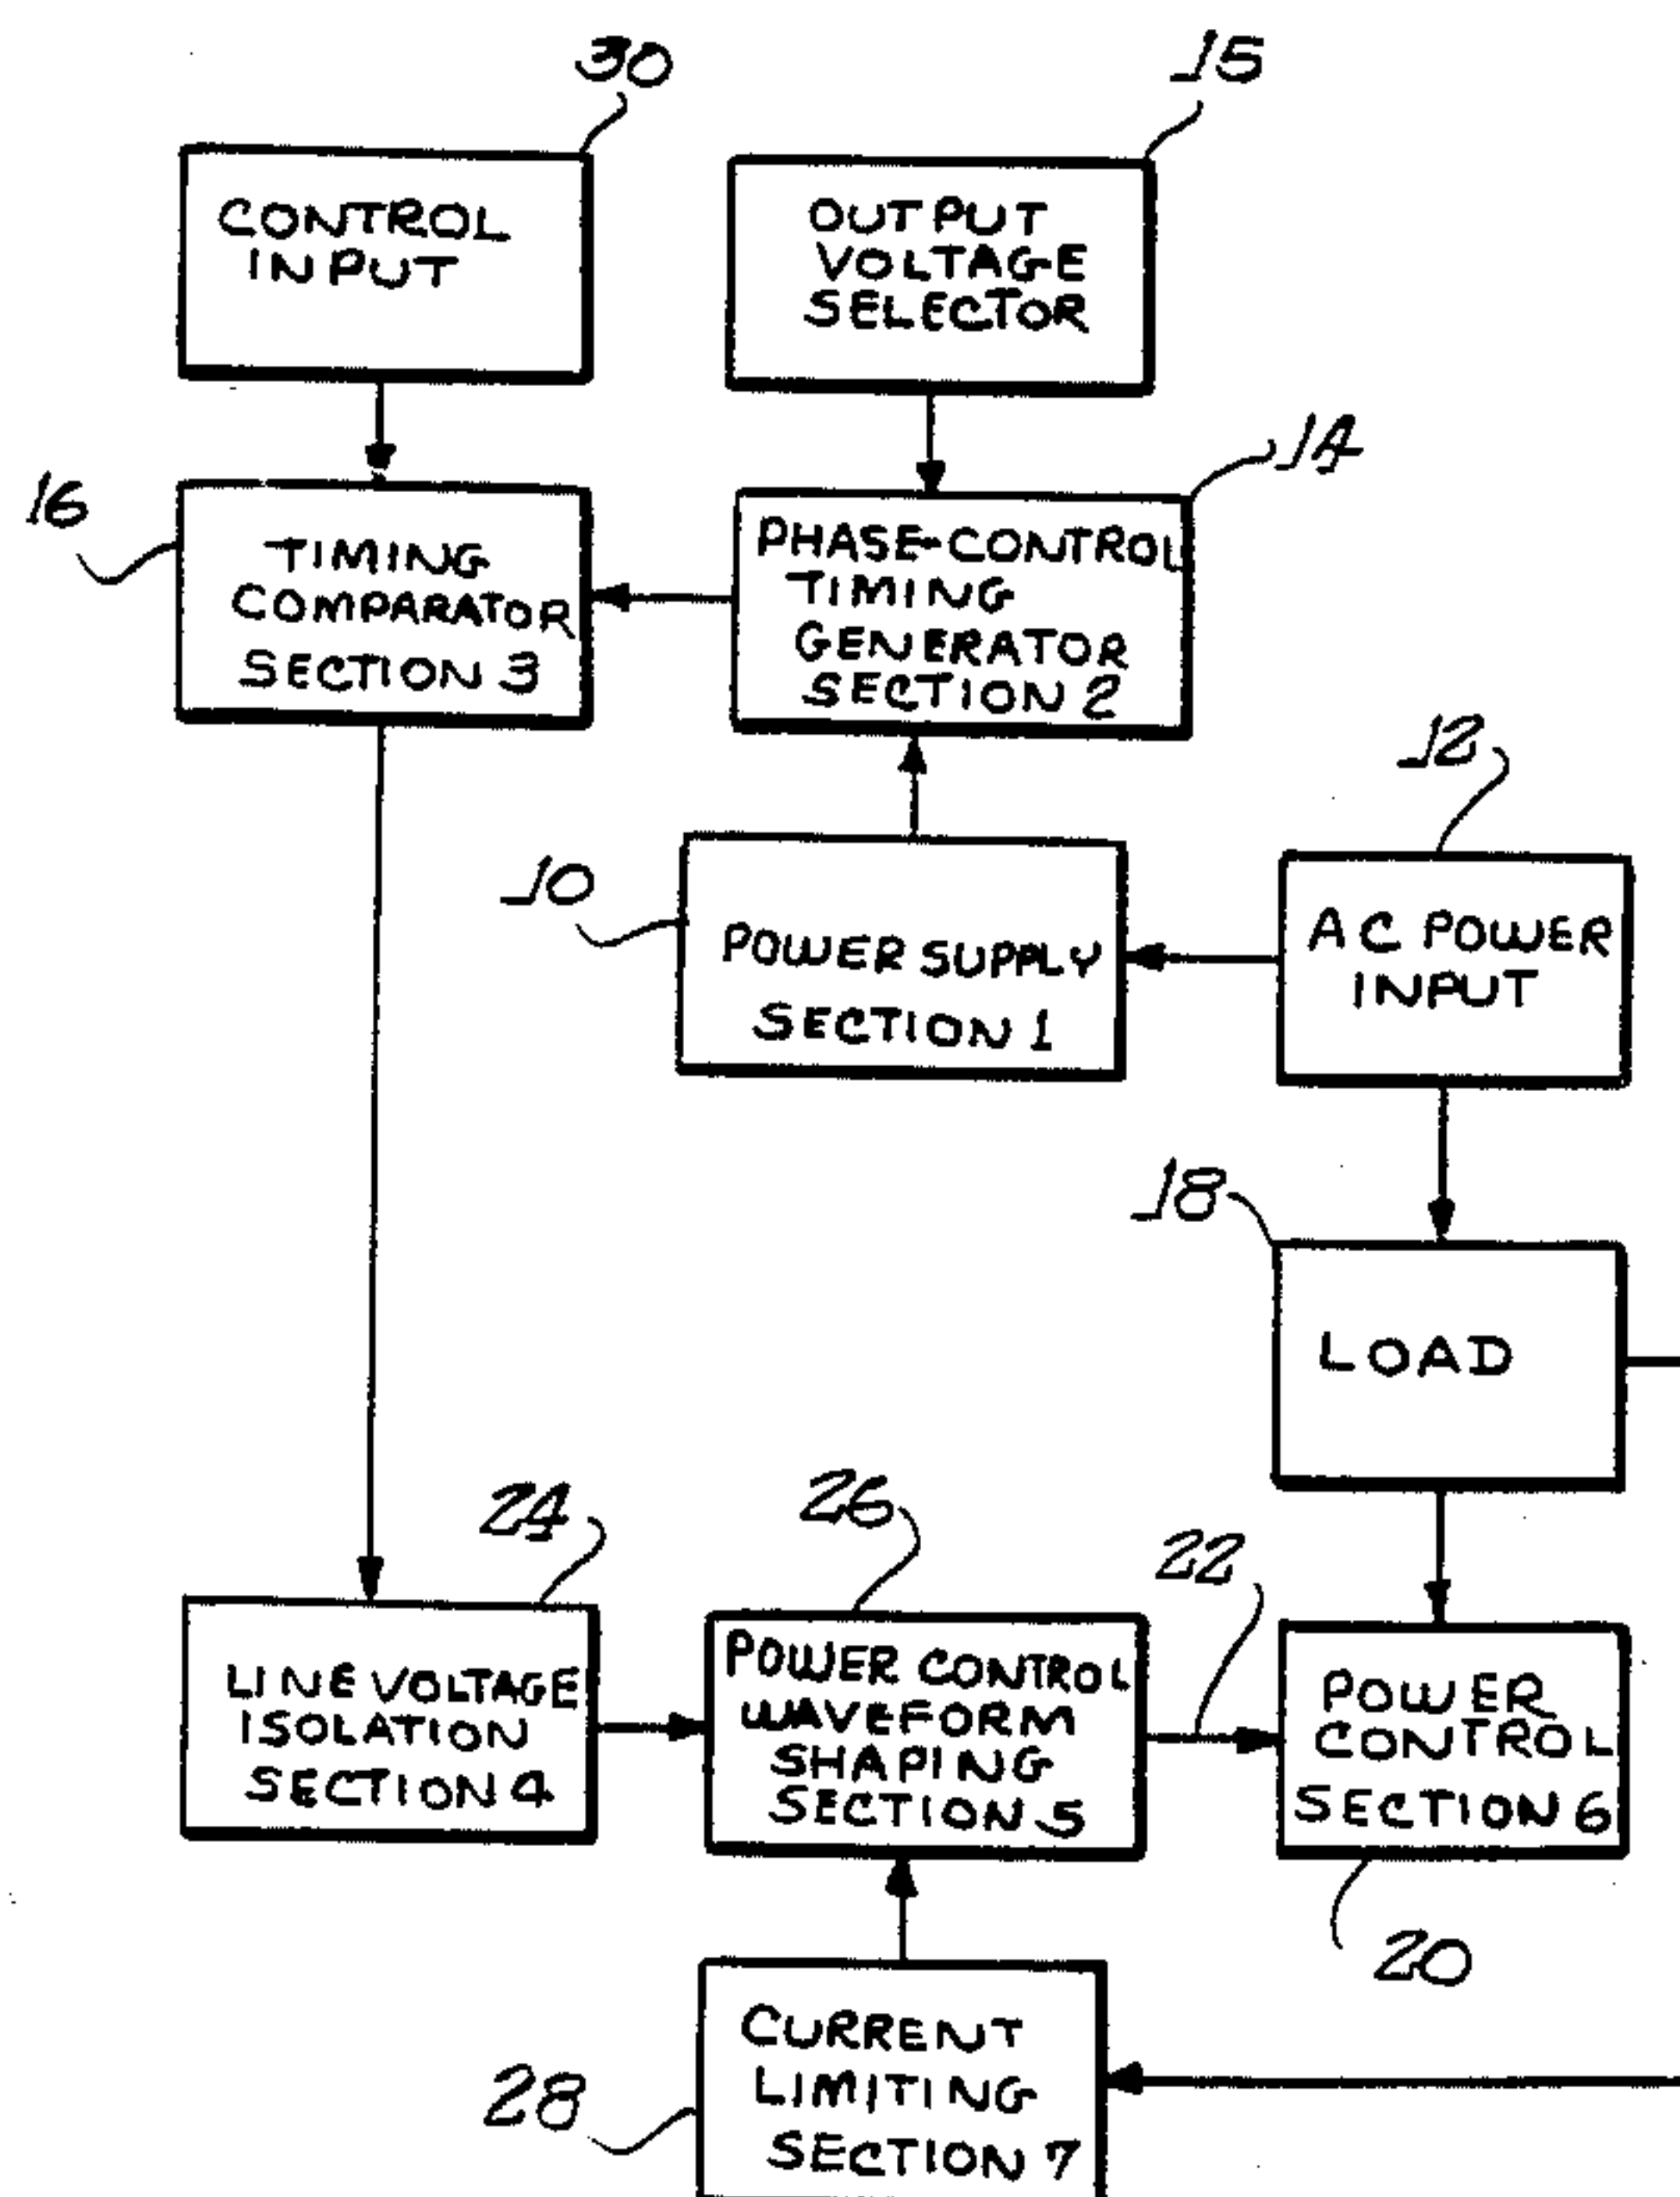 30
15
CONTROL
INPUT
OUTPUT
VOLTAGE
SELECTOR
14
16
TIMING
COMPARATOR
SECTION 3
PHASE-CONTROL
TIMING
GENERATOR
SECTION 2
12
10
POWER SUPPLY
SECTION 1
AC POWER
INPUT
18
LOAD
24
26
22
LINE VOLTAGE
ISOLATION
SECTION 4
POWER CONTROL
WAVEFORM
SHAPING
SECTION 5
POWER
CONTROL
SECTION 6
20
28
CURRENT
LIMITING
SECTION 7